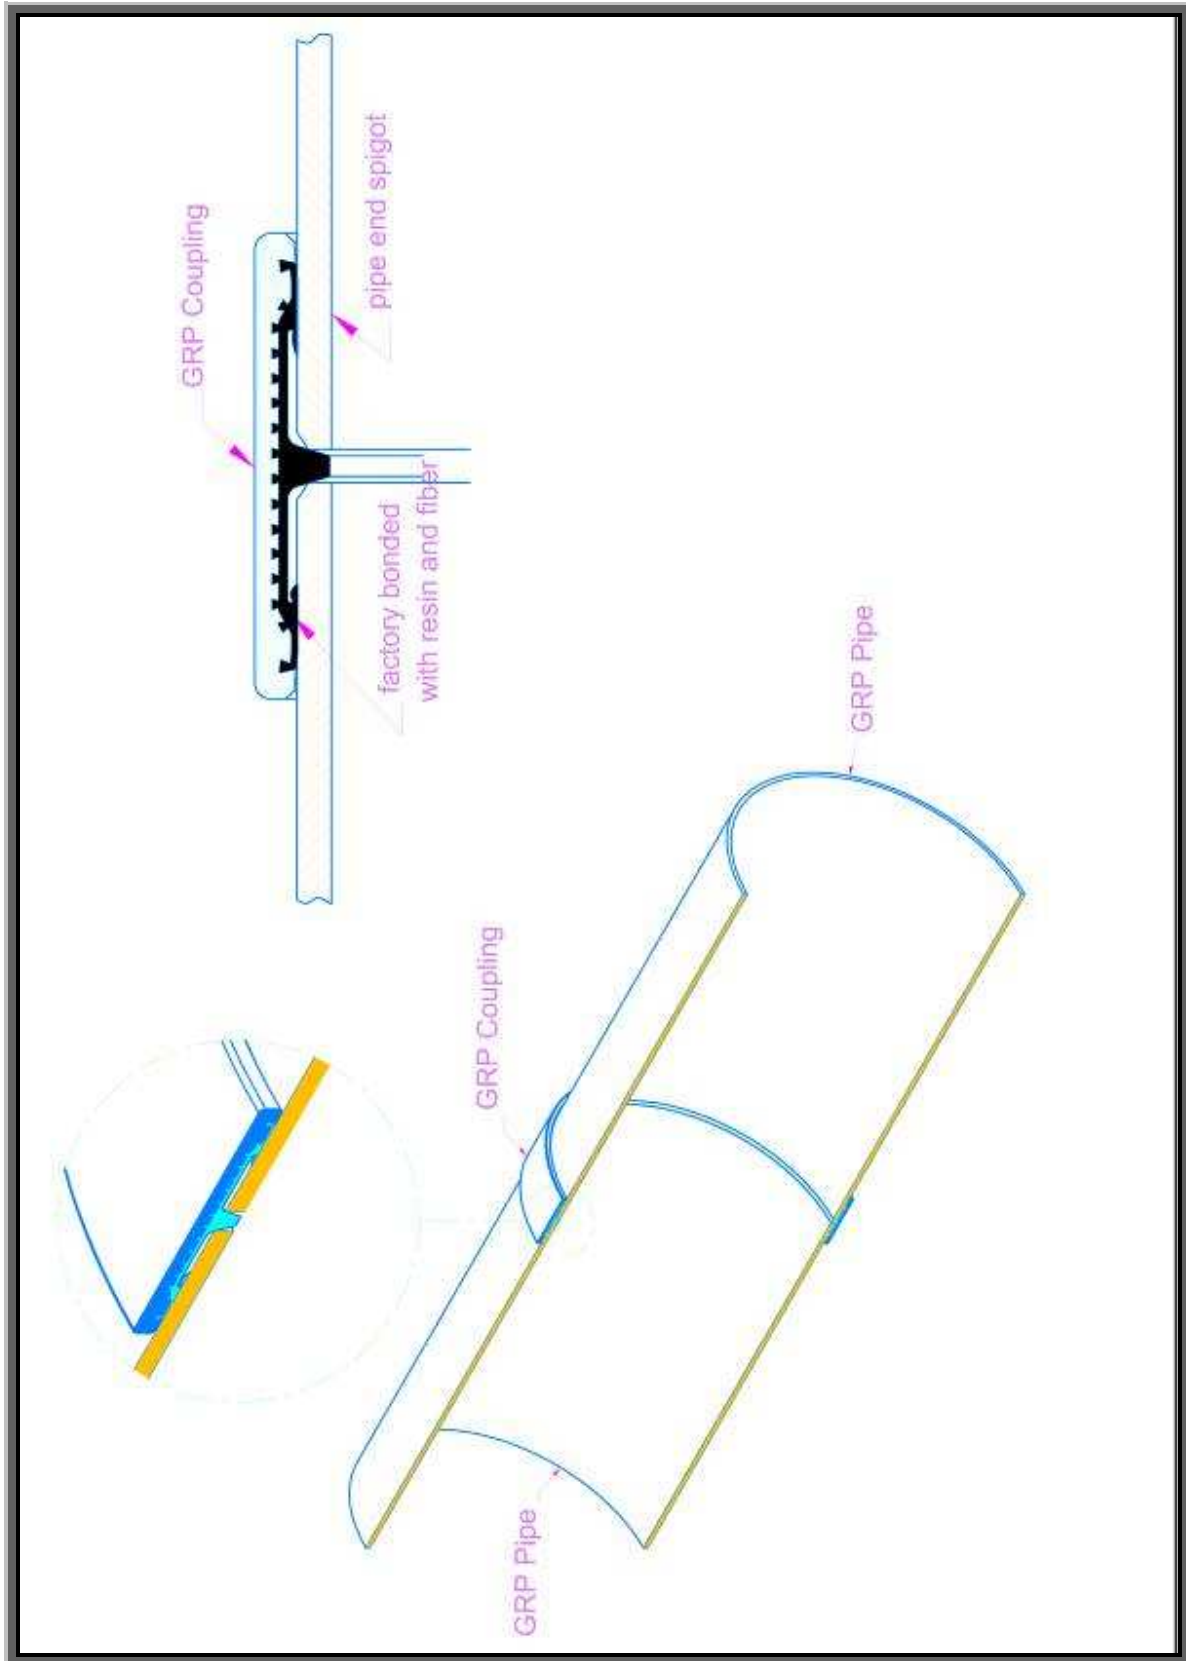 GRP Coupling
pipe end spigot
factory bonded
with resin and fiber
GRP Coupling
GRP Pipe
GRP Pipe